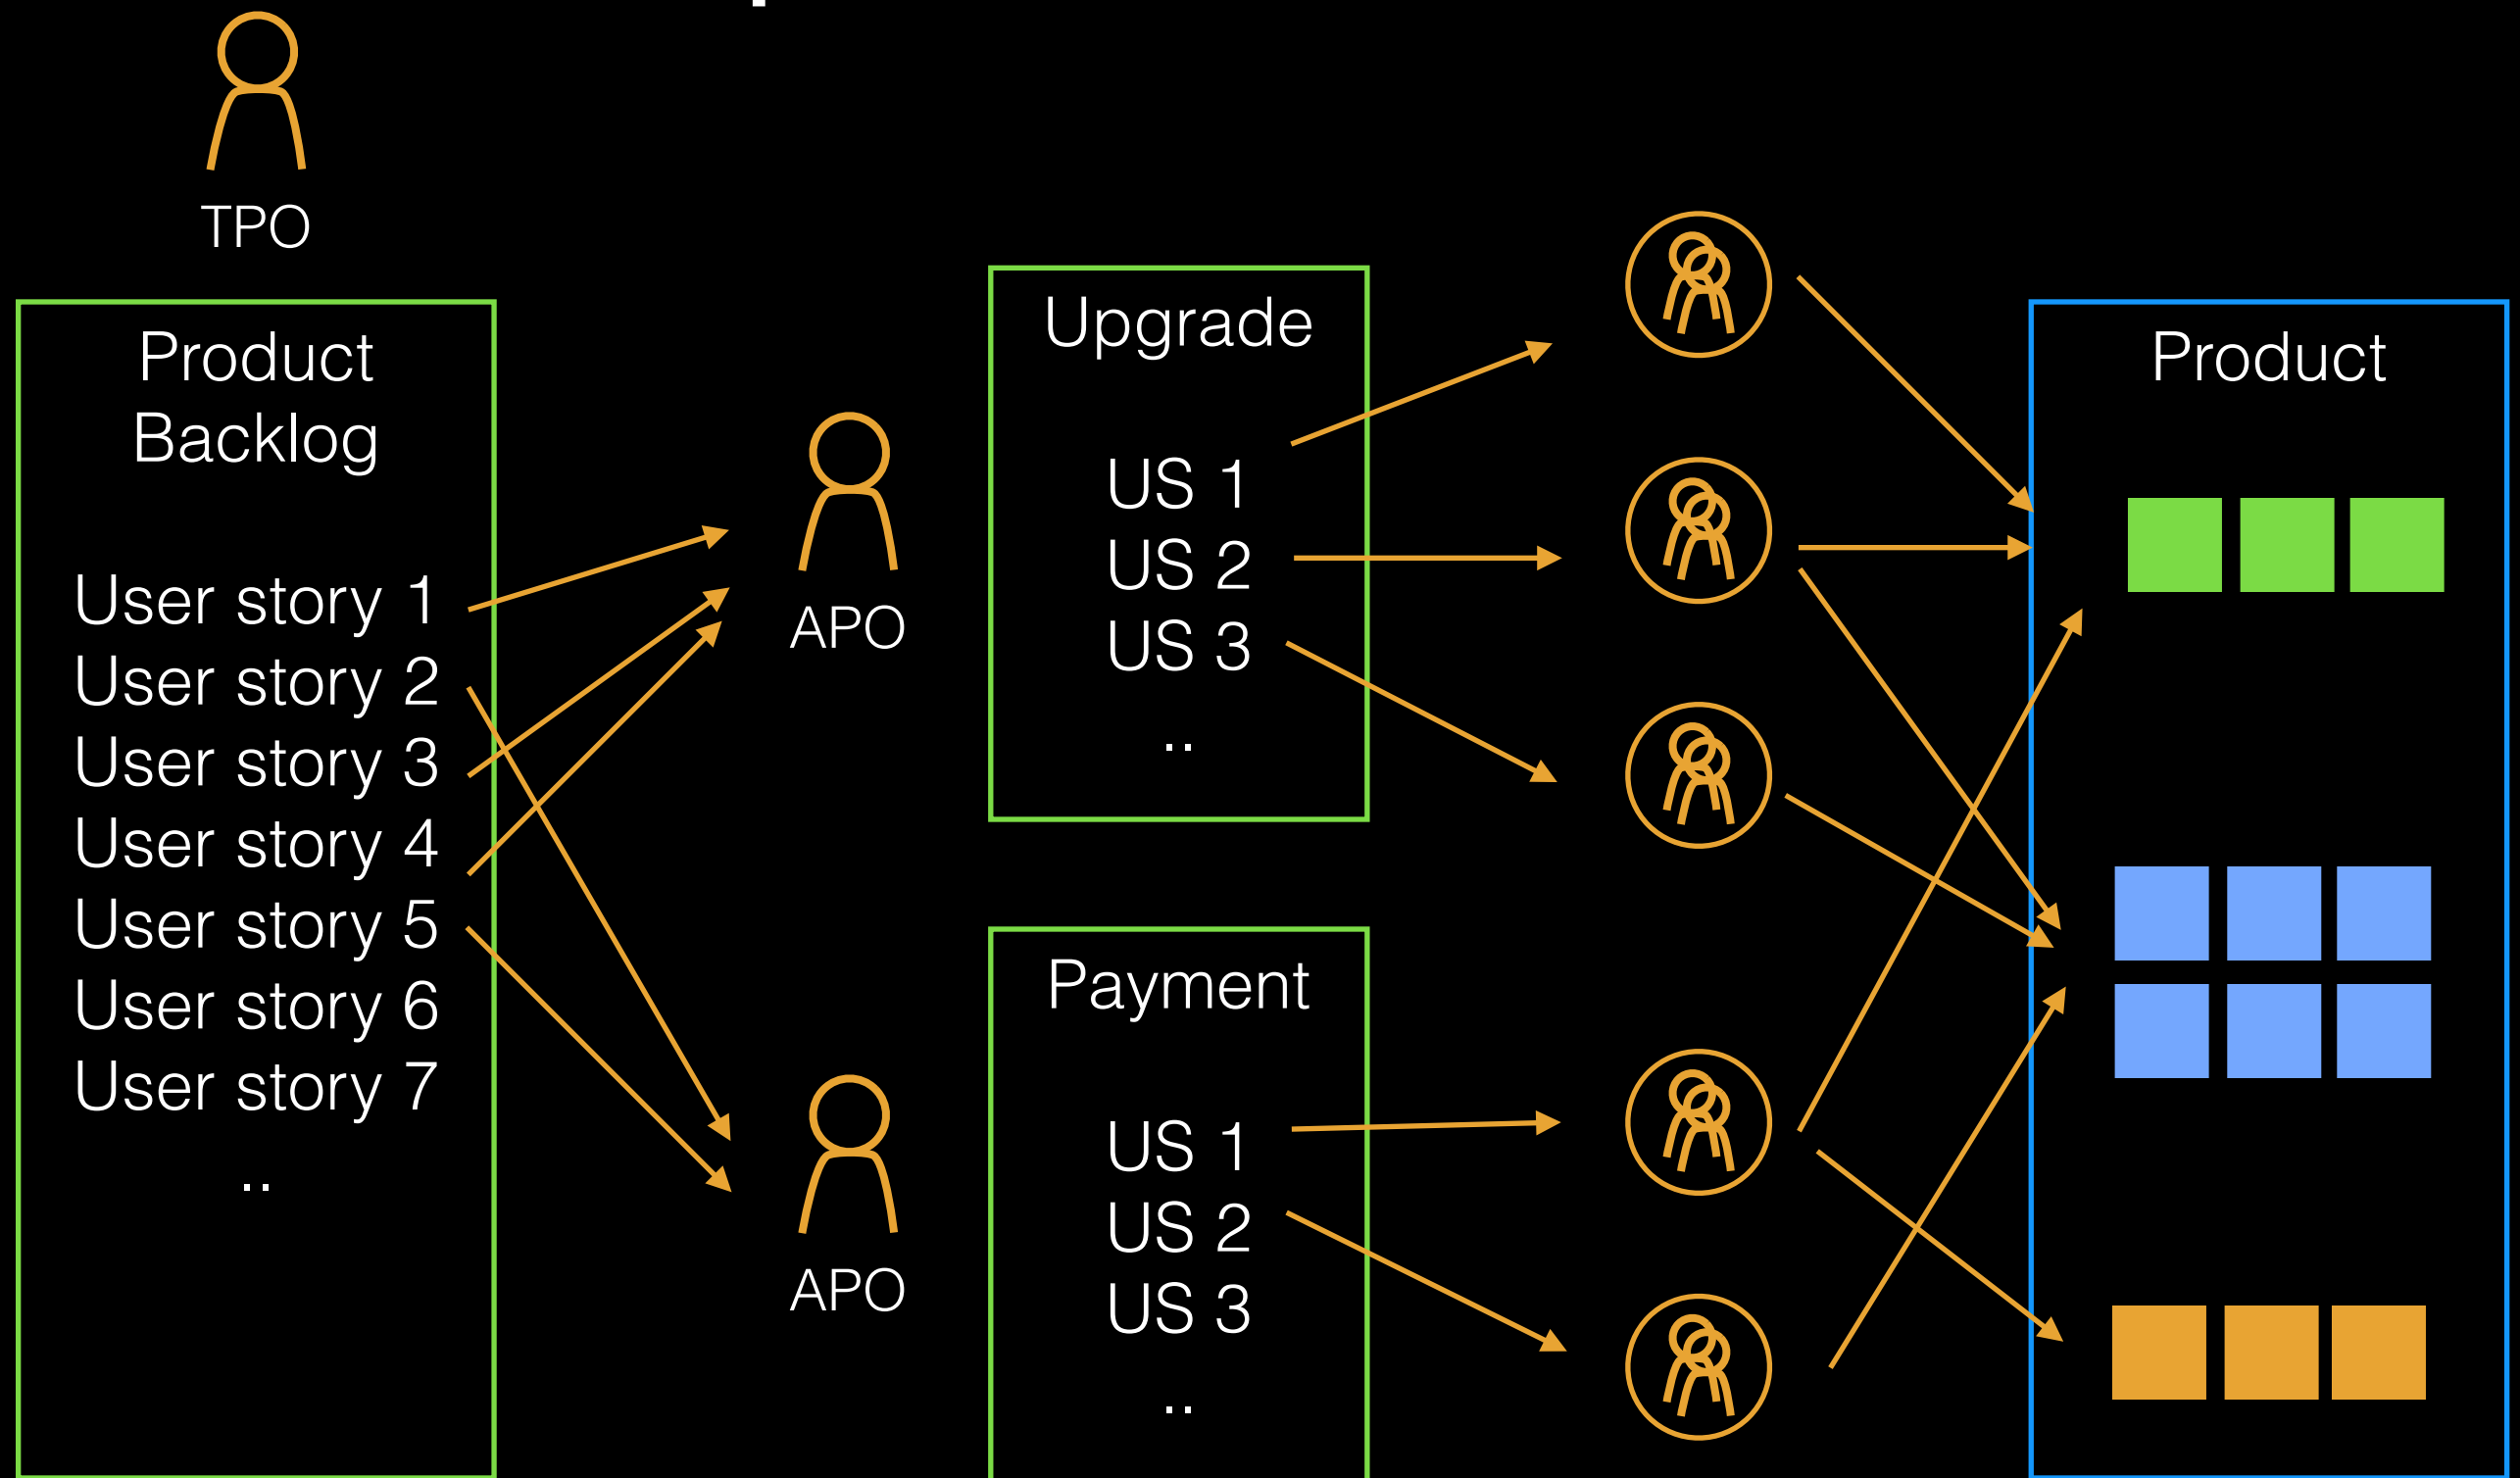 TPO
Product
Backlog
User story 1
User story 2
User story 3
User story 4
User story 5
User story 6
User story 7
..
APO
APO
Upgrade
US 1
US 2
US 3
..
Payment
US 1
US 2
US 3
..
Product